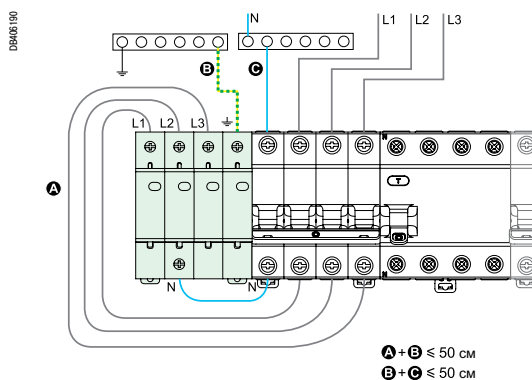 DB406190
N
L1 L2 L3
B C
L1 L2 L3
N
A
T
N N
N
A + B ⩽ 50 см
B + C ⩽ 50 см